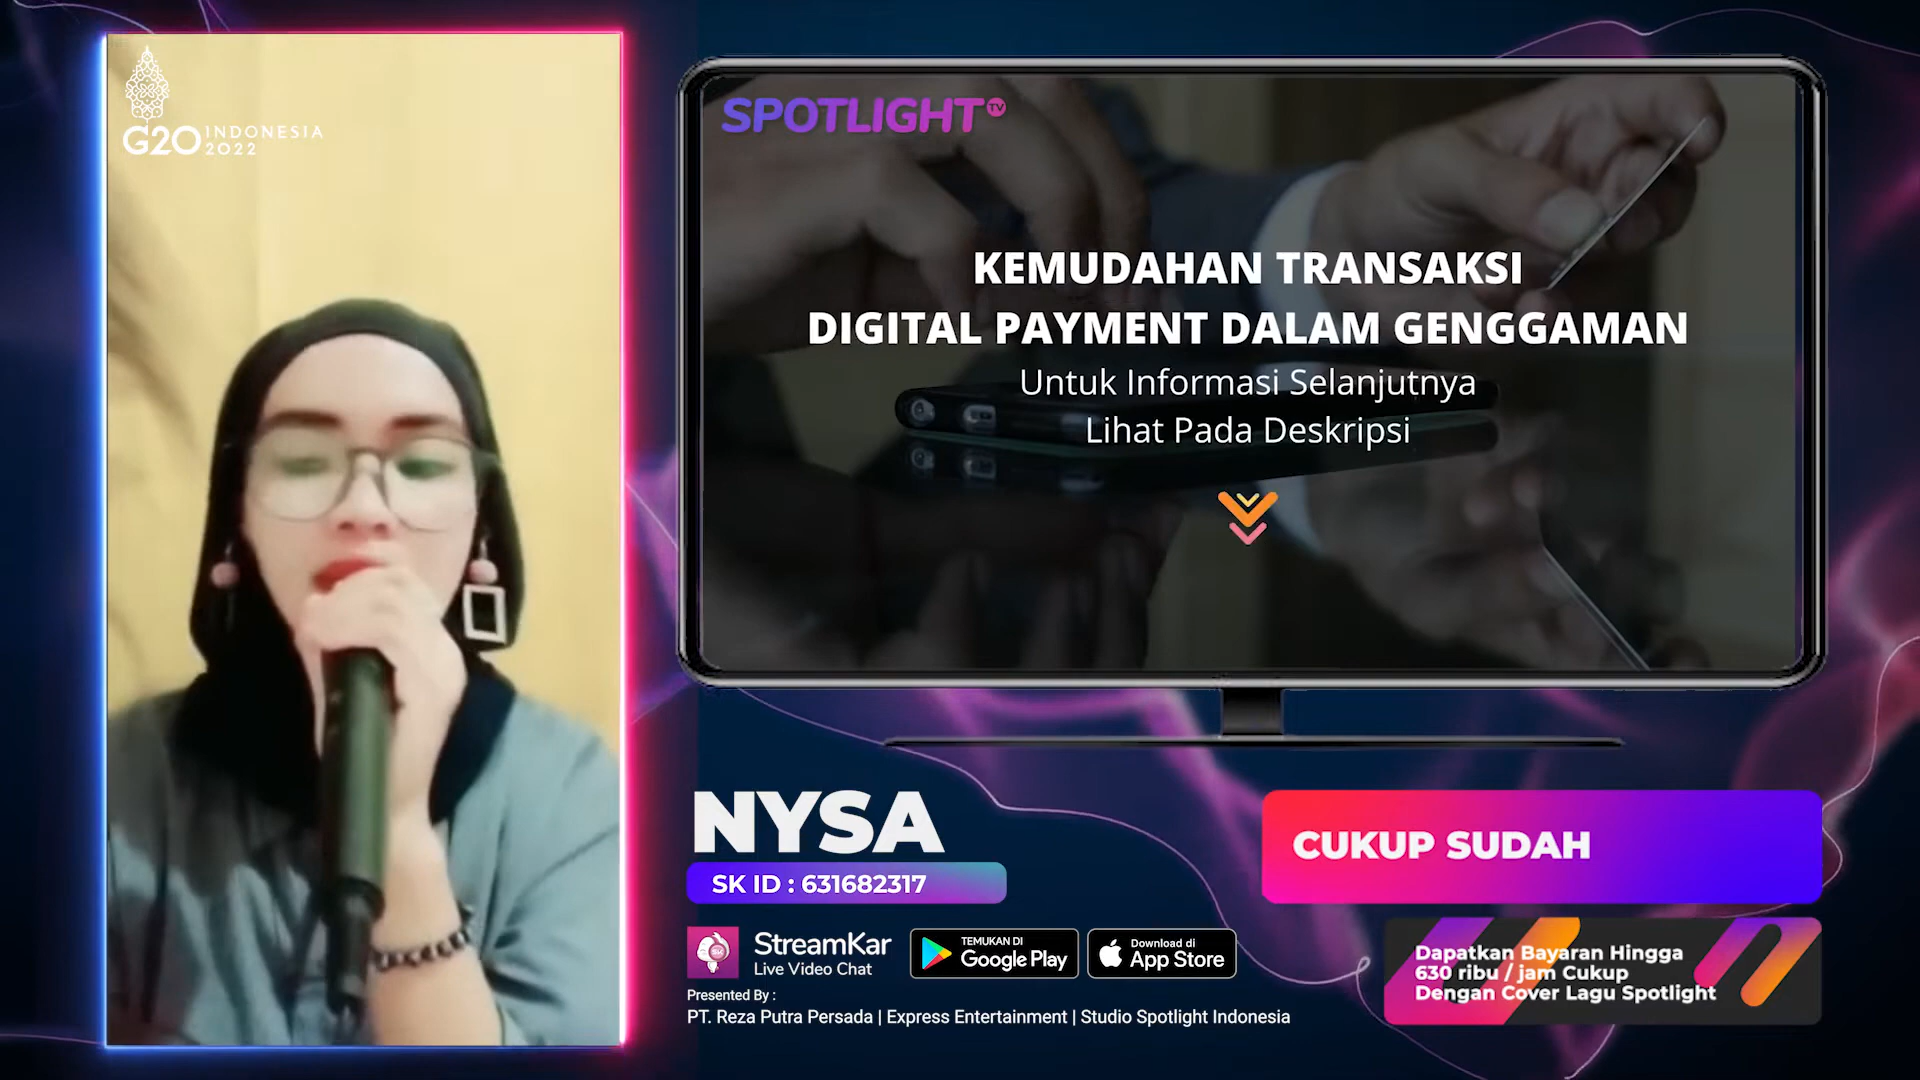 G20 INDONESIA
2022
SPOTLIGHT TV
KEMUDAHAN TRANSAKSI
DIGITAL PAYMENT DALAM GENGGAMAN
Untuk Informasi Selanjutnya
Lihat Pada Deskripsi
NYSA
SK ID : 631682317
CUKUP SUDAH
SK
StreamKar
Live Video Chat
TEMUKAN DI
Google Play
Download di
App Store
Dapatkan Bayaran Hingga
630 ribu / jam Cukup
Dengan Cover Lagu Spotlight
Presented By :
PT. Reza Putra Persada | Express Entertainment | Studio Spotlight Indonesia